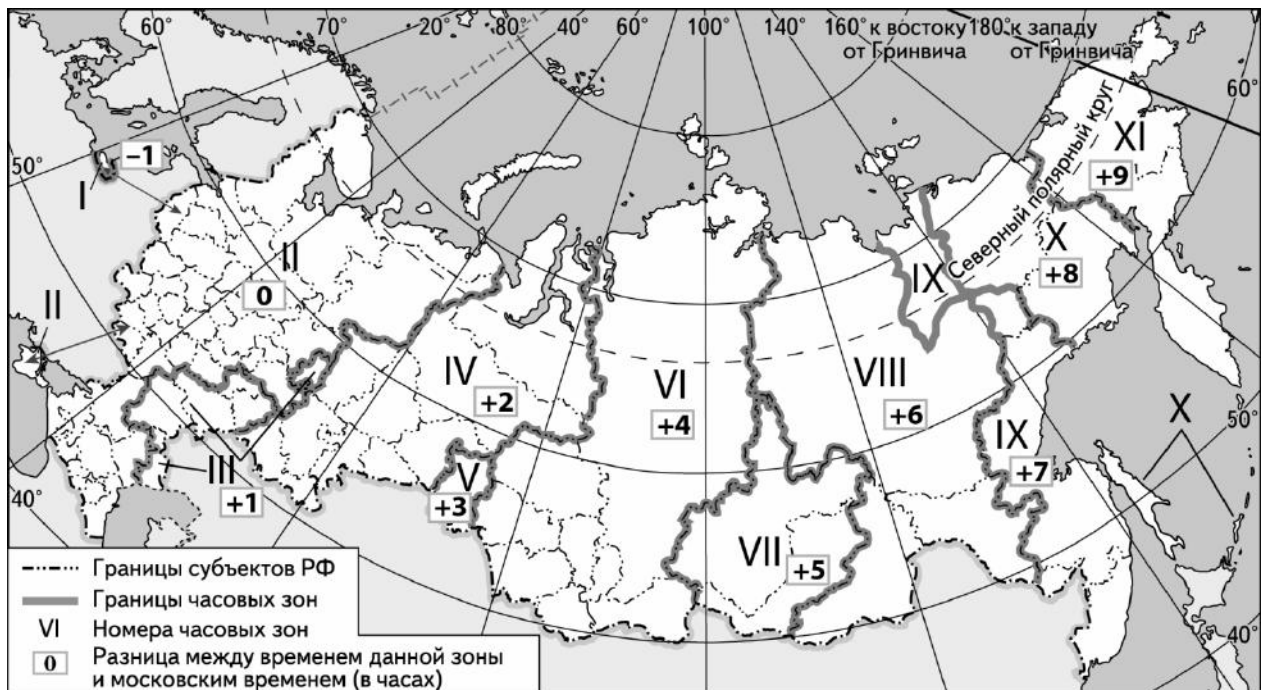 60° 70° 20° 40° 60° 100° 140° 160° к востоку от Гринвича 180° к западу от Гринвича
60°
50°
50°
40°
40°
Северный полярный круг
I
–1
II
0
II
III
+1
IV
+2
V
+3
VI
+4
VII
+5
VIII
+6
IX
IX
+7
X
+8
X
XI
+9
Границы субъектов РФ
Границы часовых зон
VI Номера часовых зон
0 Разница между временем данной зоны
и московским временем (в часах)